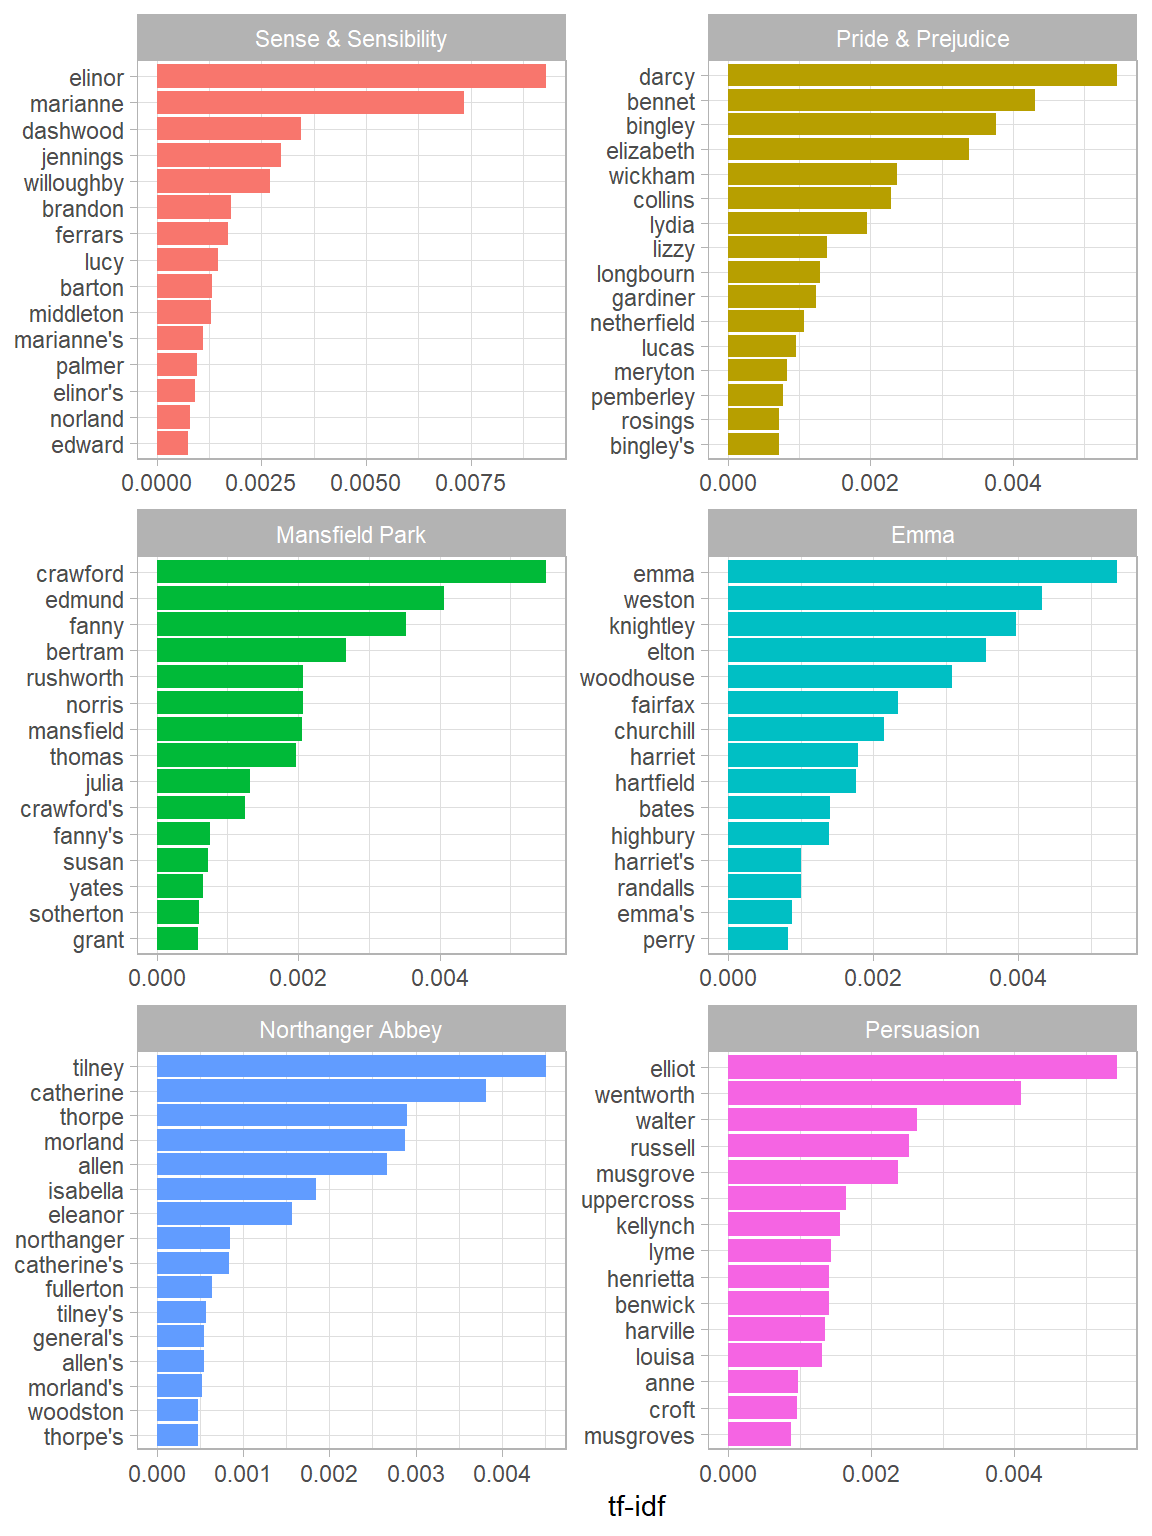 Sense & Sensibility
elinor
marianne
dashwood
jennings
willoughby
brandon
ferrars
lucy
barton
middleton
marianne's
palmer
elinor's
norland
edward
0.0000 0.0025 0.0050 0.0075
Pride & Prejudice
darcy
bennet
bingley
elizabeth
wickham
collins
lydia
lizzy
longbourn
gardiner
netherfield
lucas
meryton
pemberley
rosings
bingley's
0.000 0.002 0.004
Mansfield Park
crawford
edmund
fanny
bertram
rushworth
norris
mansfield
thomas
julia
crawford's
fanny's
susan
yates
sotherton
grant
0.000 0.002 0.004
Emma
emma
weston
knightley
elton
woodhouse
fairfax
churchill
harriet
hartfield
bates
highbury
harriet's
randalls
emma's
perry
0.000 0.002 0.004
Northanger Abbey
tilney
catherine
thorpe
morland
allen
isabella
eleanor
northanger
catherine's
fullerton
tilney's
general's
allen's
morland's
woodston
thorpe's
0.000 0.001 0.002 0.003 0.004
Persuasion
elliot
wentworth
walter
russell
musgrove
uppercross
kellynch
lyme
henrietta
benwick
harville
louisa
anne
croft
musgroves
0.000 0.002 0.004
tf-idf